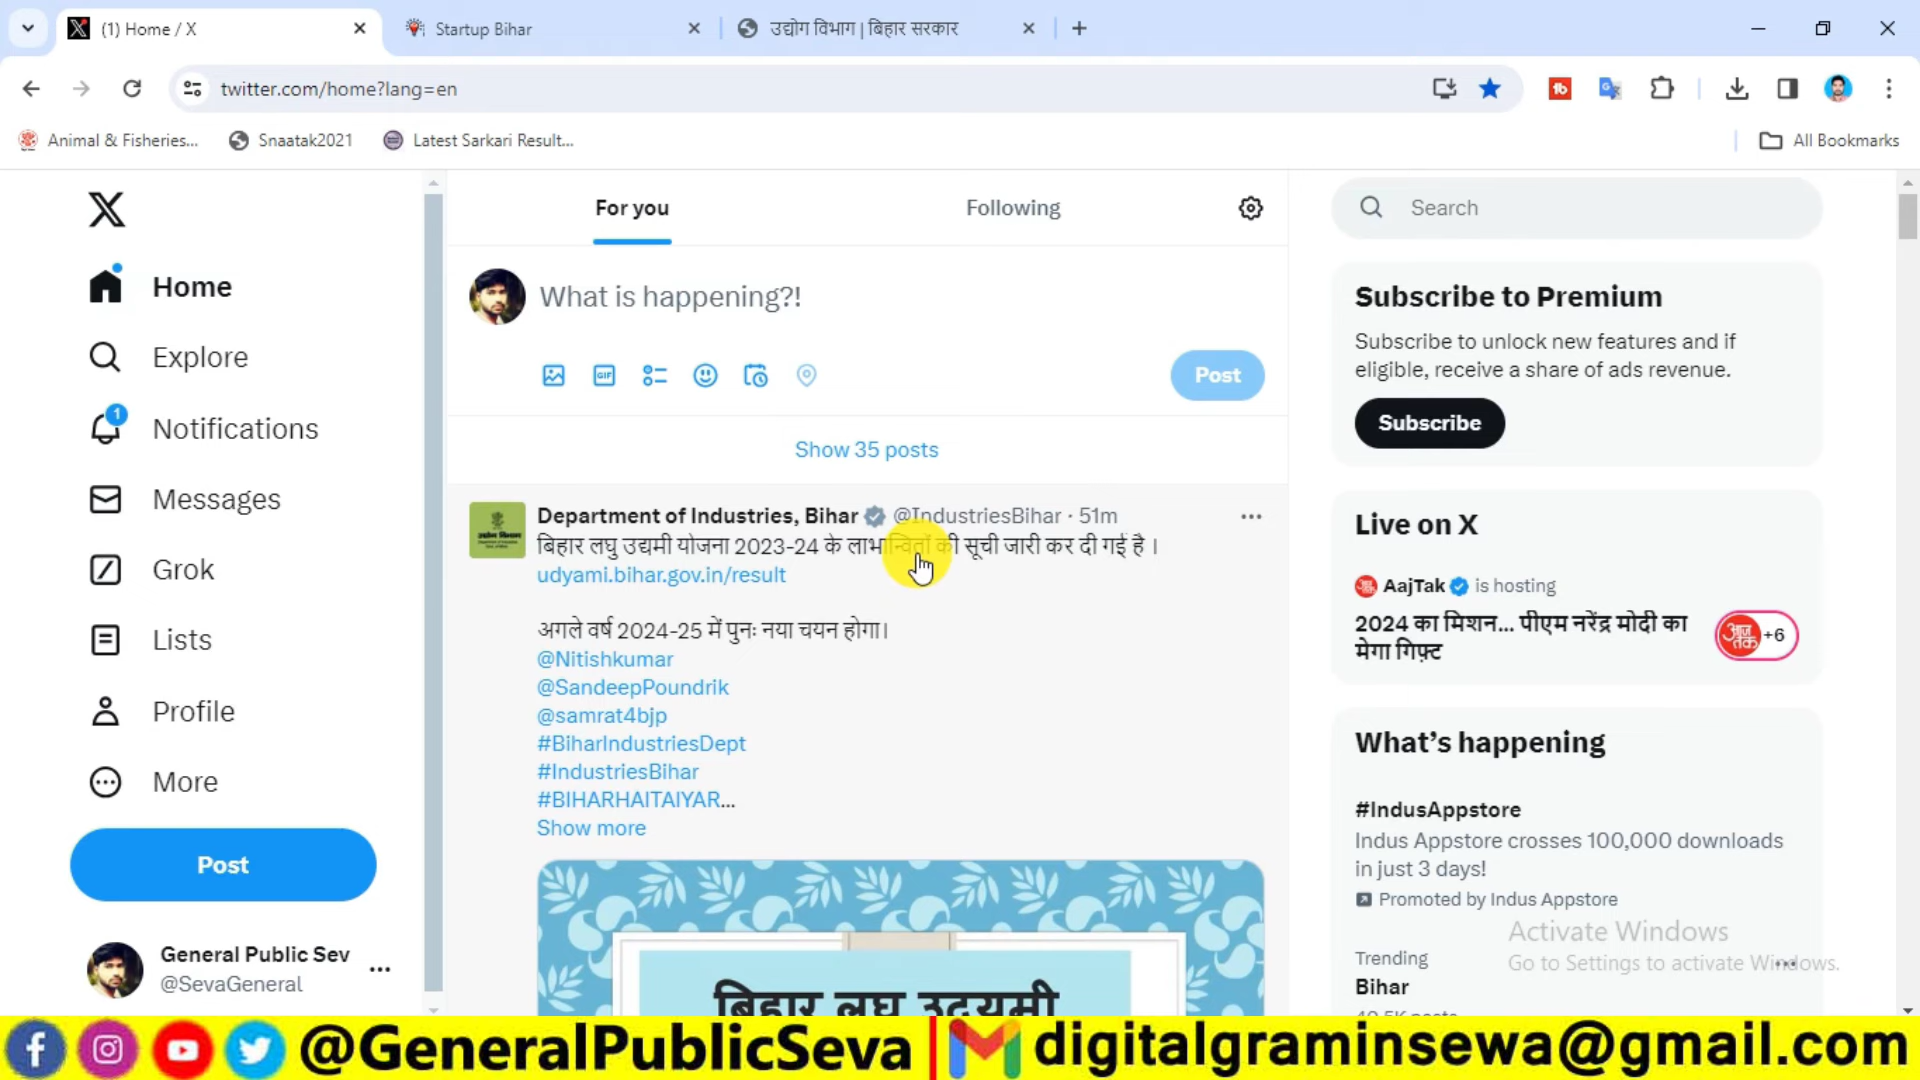 (1) Home / X
Startup Bihar
उद्योग विभाग | बिहार सरकार
twitter.com/home?lang=en
Animal & Fisheries...
Snaatak2021
Latest Sarkari Result...
All Bookmarks
For you
Following
Search
Home
Explore
1
Notifications
Messages
Grok
Lists
Profile
More
Post
General Public Sev
@SevaGeneral
What is happening?!
GIF
Post
Show 35 posts
Department of Industries, Bihar @IndustriesBihar · 51m
बिहार लघु उद्यमी योजना 2023-24 के लाभान्वितों की सूची जारी कर दी गई है ।
udyami.bihar.gov.in/result
अगले वर्ष 2024-25 में पुनः नया चयन होगा।
@Nitishkumar
@SandeepPoundrik
@samrat4bjp
#BiharIndustriesDept
#IndustriesBihar
#BIHARHAITAIYAR...
Show more
बिहार लघु उद्यमी
Subscribe to Premium
Subscribe to unlock new features and if
eligible, receive a share of ads revenue.
Subscribe
Live on X
AajTak is hosting
2024 का मिशन... पीएम नरेंद्र मोदी का
मेगा गिफ़्ट
आज तक +6
What's happening
#IndusAppstore
Indus Appstore crosses 100,000 downloads
in just 3 days!
Promoted by Indus Appstore
Trending
Bihar
Activate Windows
Go to Settings to activate Windows.
@GeneralPublicSeva
digitalgraminsewa@gmail.com